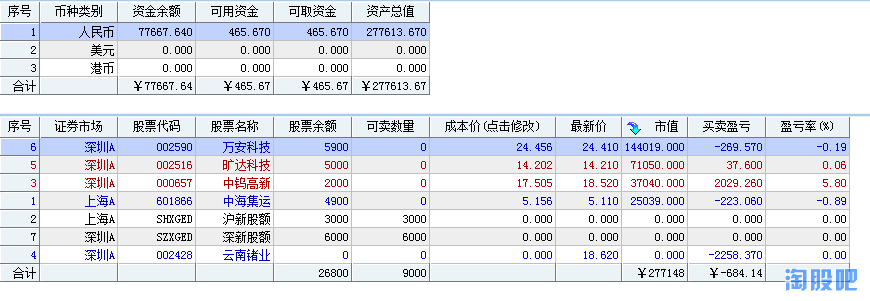 序号 币种类别 资金余额 可用资金 可取资金 资产总值
1 人民币 77667.640 465.670 465.670 277613.670
2 美元 0.000 0.000 0.000 0.000
3 港币 0.000 0.000 0.000 0.000
合计 ￥77667.64 ￥465.67 ￥465.67 ￥277613.67
序号 证券市场 股票代码 股票名称 股票余额 可卖数量 成本价(点击修改) 最新价 市值 买卖盈亏 盈亏率(%)
6 深圳A 002590 万安科技 5900 0 24.456 24.410 144019.000 -269.570 -0.19
5 深圳A 002516 旷达科技 5000 0 14.202 14.210 71050.000 37.600 0.06
3 深圳A 000657 中钨高新 2000 0 17.505 18.520 37040.000 2029.260 5.80
1 上海A 601866 中海集运 4900 0 5.156 5.110 25039.000 -223.060 -0.89
2 上海A SHXGED 沪新股额 3000 3000 0.000 0.000 0.000 0.000 0.00
7 深圳A SZXGED 深新股额 6000 6000 0.000 0.000 0.000 0.000 0.00
4 深圳A 002428 云南锗业 0 0 0.000 18.620 0.000 -2258.370 0.00
合计 26800 9000 ￥277148 ￥-684.14
淘股吧